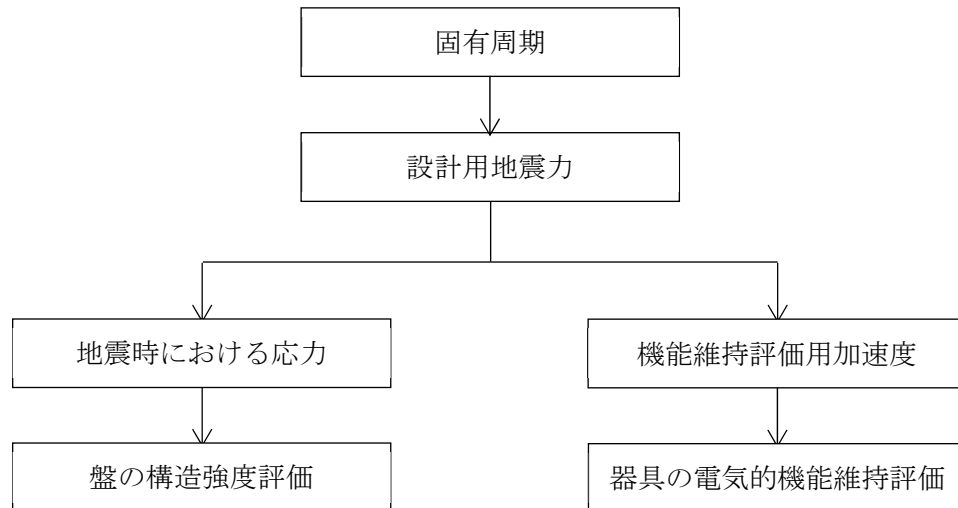 固有周期
設計用地震力
地震時における応力
機能維持評価用加速度
盤の構造強度評価
器具の電気的機能維持評価